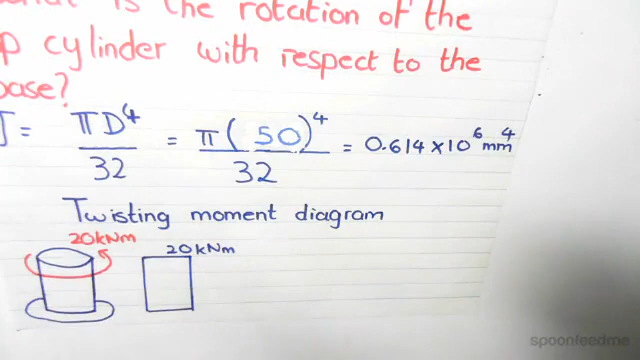 is the rotation of the
cylinder with respect to the
base?
J = πD⁴/32 = π(50)⁴/32 = 0.614 x 10⁶ mm⁴
Twisting moment diagram
20kNm
20kNm
spoonfeedme